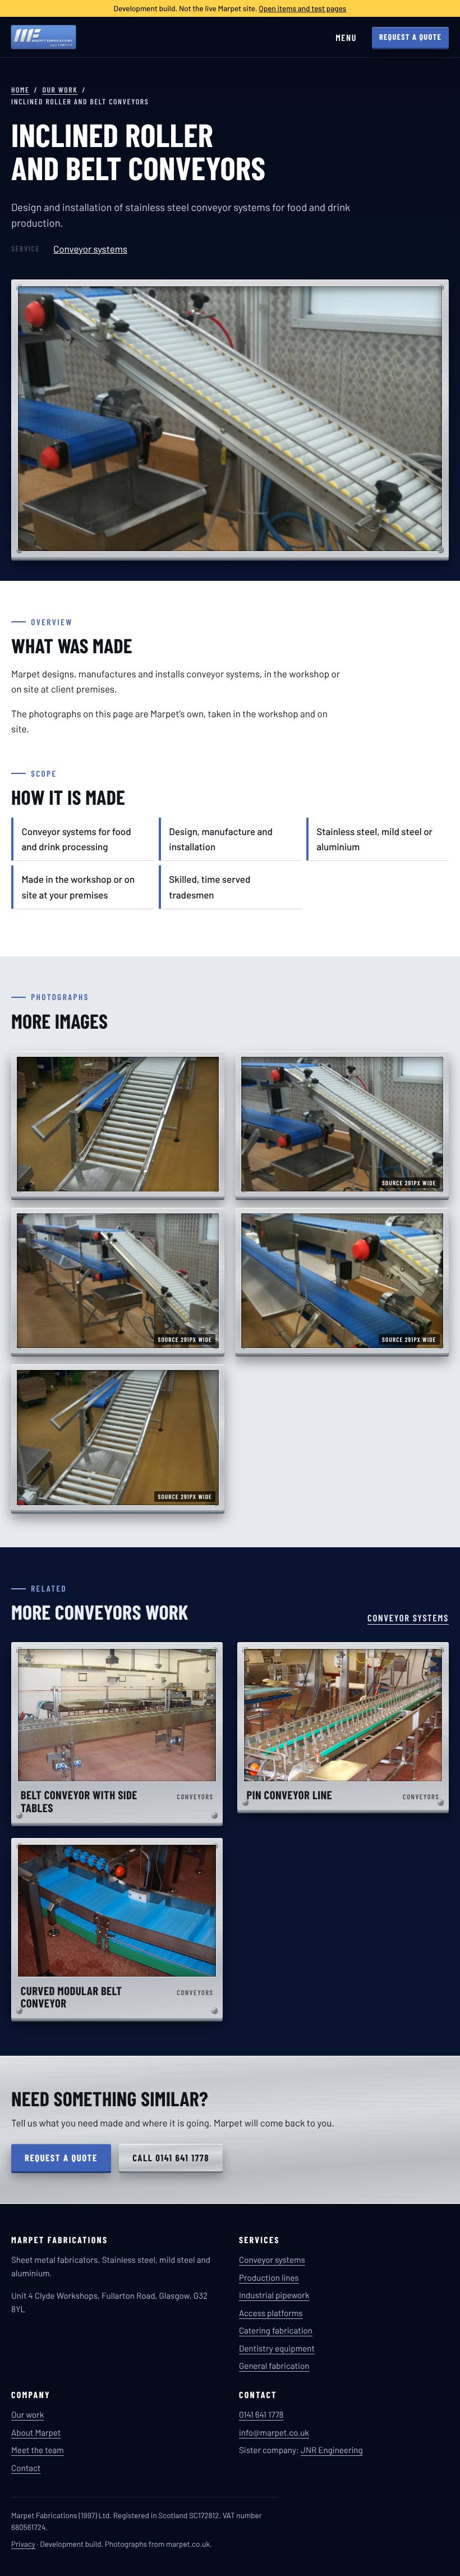 Development build. Not the live Marpet site. Open items and test pages
MARPET FABRICATIONS
MENU
REQUEST A QUOTE
HOME / OUR WORK /
INCLINED ROLLER AND BELT CONVEYORS
INCLINED ROLLER
AND BELT CONVEYORS
Design and installation of stainless steel conveyor systems for food and drink
production.
SERVICE Conveyor systems
OVERVIEW
WHAT WAS MADE
Marpet designs, manufactures and installs conveyor systems, in the workshop or
on site at client premises.
The photographs on this page are Marpet's own, taken in the workshop and on
site.
SCOPE
HOW IT IS MADE
Conveyor systems for food
and drink processing
Design, manufacture and
installation
Stainless steel, mild steel or
aluminium
Made in the workshop or on
site at your premises
Skilled, time served
tradesmen
PHOTOGRAPHS
MORE IMAGES
SOURCE 291PX WIDE
SOURCE 291PX WIDE
SOURCE 291PX WIDE
SOURCE 291PX WIDE
RELATED
MORE CONVEYORS WORK
CONVEYOR SYSTEMS
BELT CONVEYOR WITH SIDE
TABLES
CONVEYORS
PIN CONVEYOR LINE
CONVEYORS
CURVED MODULAR BELT
CONVEYOR
CONVEYORS
NEED SOMETHING SIMILAR?
Tell us what you need made and where it is going. Marpet will come back to you.
REQUEST A QUOTE
CALL 0141 641 1778
MARPET FABRICATIONS
Sheet metal fabricators. Stainless steel, mild steel and
aluminium.
Unit 4 Clyde Workshops, Fullarton Road, Glasgow, G32
8YL
SERVICES
Conveyor systems
Production lines
Industrial pipework
Access platforms
Catering fabrication
Dentistry equipment
General fabrication
COMPANY
Our work
About Marpet
Meet the team
Contact
CONTACT
0141 641 1778
info@marpet.co.uk
Sister company: JNR Engineering
Marpet Fabrications (1997) Ltd. Registered in Scotland SC172812. VAT number
680561724.
Privacy · Development build. Photographs from marpet.co.uk.